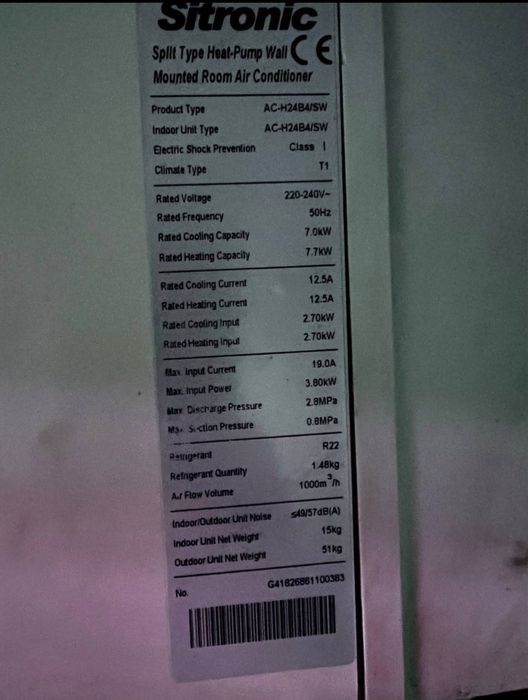 Sitronic
Split Type Heat-Pump Wall CE
Mounted Room Air Conditioner
Product Type AC-H24B4/SW
Indoor Unit Type AC-H24B4/SW
Electric Shock Prevention Class I
Climate Type T1
Rated Voltage 220-240V~
Rated Frequency 50Hz
Rated Cooling Capacity 7.0kW
Rated Heating Capacity 7.7KW
Rated Cooling Current 12.5A
Rated Heating Current 12.5A
Rated Cooling Input 2.70kW
Rated Heating Input 2.70kW
Max. Input Current 19.0A
Max. Input Power 3.80kW
Max Discharge Pressure 2.8MPa
Max. Suction Pressure 0.8MPa
Refrigerant R22
Refrigerant Quantity 1.48kg
Air Flow Volume 1000m³/h
Indoor/Outdoor Unit Noise ≤49/57dB(A)
Indoor Unit Net Weight 15kg
Outdoor Unit Net Weight 51kg
No. G41826861100383